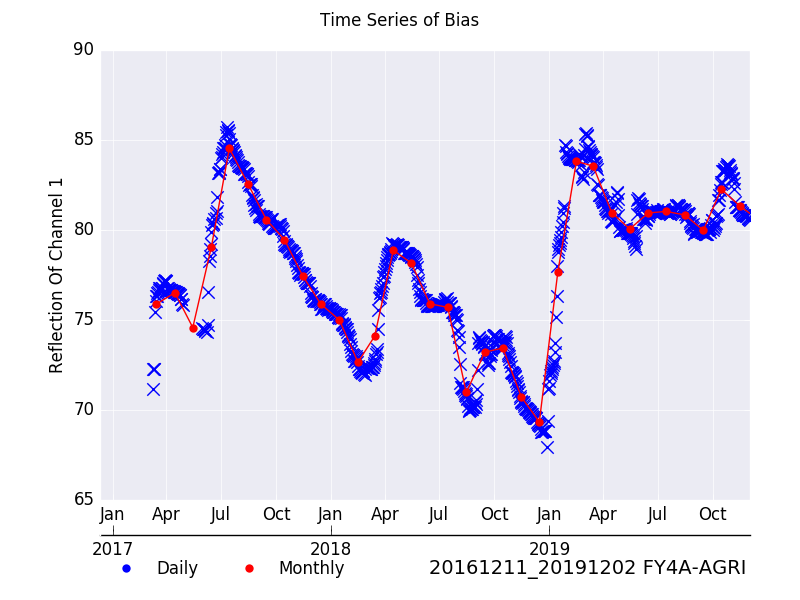 Time Series of Bias
90
85
80
75
70
65
Reflection Of Channel 1
Jan Apr Jul Oct Jan Apr Jul Oct Jan Apr Jul Oct
2017 2018 2019
Daily Monthly 20161211_20191202 FY4A-AGRI